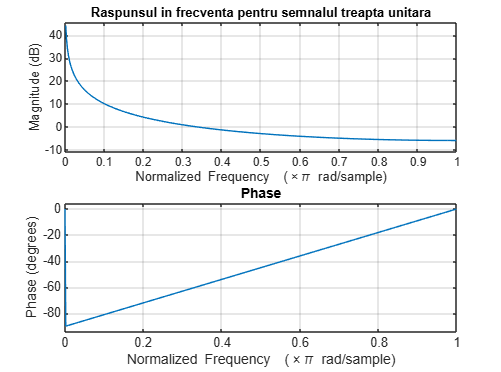 Raspunsul in frecventa pentru semnalul treapta unitara
Magnitude (dB)
40
30
20
10
0
-10
0 0.1 0.2 0.3 0.4 0.5 0.6 0.7 0.8 0.9 1
Normalized Frequency (×π rad/sample)
Phase
Phase (degrees)
0
-20
-40
-60
-80
0 0.2 0.4 0.6 0.8 1
Normalized Frequency (×π rad/sample)